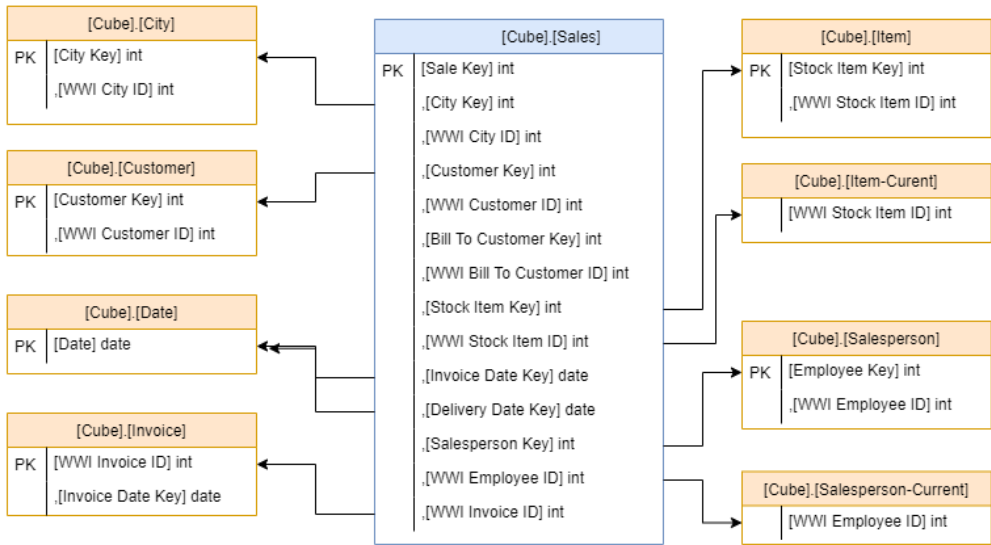 [Cube].[City]
PK
[City Key] int
,[WWI City ID] int
[Cube].[Customer]
PK
[Customer Key] int
,[WWI Customer ID] int
[Cube].[Date]
PK
[Date] date
[Cube].[Invoice]
PK
[WWI Invoice ID] int
,[Invoice Date Key] date
[Cube].[Sales]
PK
[Sale Key] int
,[City Key] int
,[WWI City ID] int
,[Customer Key] int
,[WWI Customer ID] int
,[Bill To Customer Key] int
,[WWI Bill To Customer ID] int
,[Stock Item Key] int
,[WWI Stock Item ID] int
,[Invoice Date Key] date
,[Delivery Date Key] date
,[Salesperson Key] int
,[WWI Employee ID] int
,[WWI Invoice ID] int
[Cube].[Item]
PK
[Stock Item Key] int
,[WWI Stock Item ID] int
[Cube].[Item-Curent]
[WWI Stock Item ID] int
[Cube].[Salesperson]
PK
[Employee Key] int
,[WWI Employee ID] int
[Cube].[Salesperson-Current]
[WWI Employee ID] int